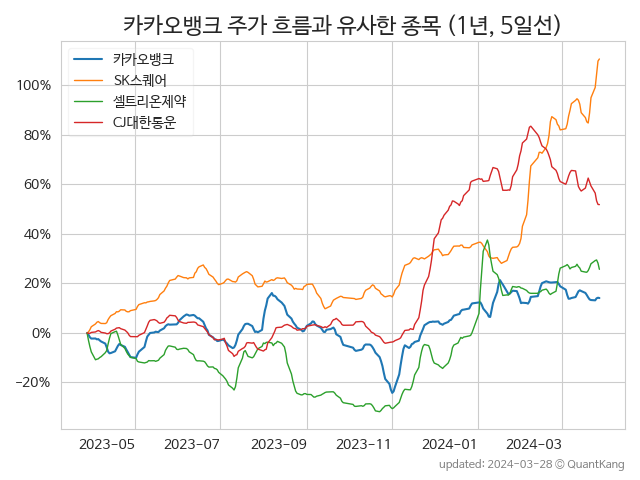 카카오뱅크 주가 흐름과 유사한 종목 (1년, 5일선)
카카오뱅크
SK스퀘어
셀트리온제약
CJ대한통운
100%
80%
60%
40%
20%
0%
−20%
2023-05 2023-07 2023-09 2023-11 2024-01 2024-03
updated: 2024-03-28 © QuantKang